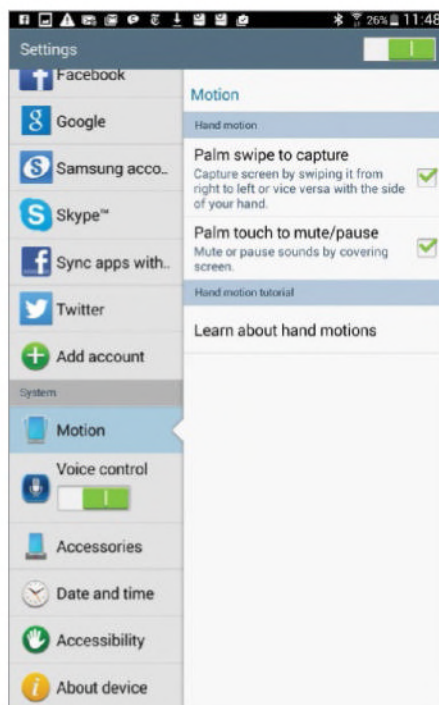 26% 11:48
Settings
Facebook
Google
Samsung acco..
Skype™
Sync apps with..
Twitter
Add account
System
Motion
Voice control
Accessories
Date and time
Accessibility
About device
Motion
Hand motion
Palm swipe to capture
Capture screen by swiping it from
right to left or vice versa with the side
of your hand.
Palm touch to mute/pause
Mute or pause sounds by covering
screen.
Hand motion tutorial
Learn about hand motions